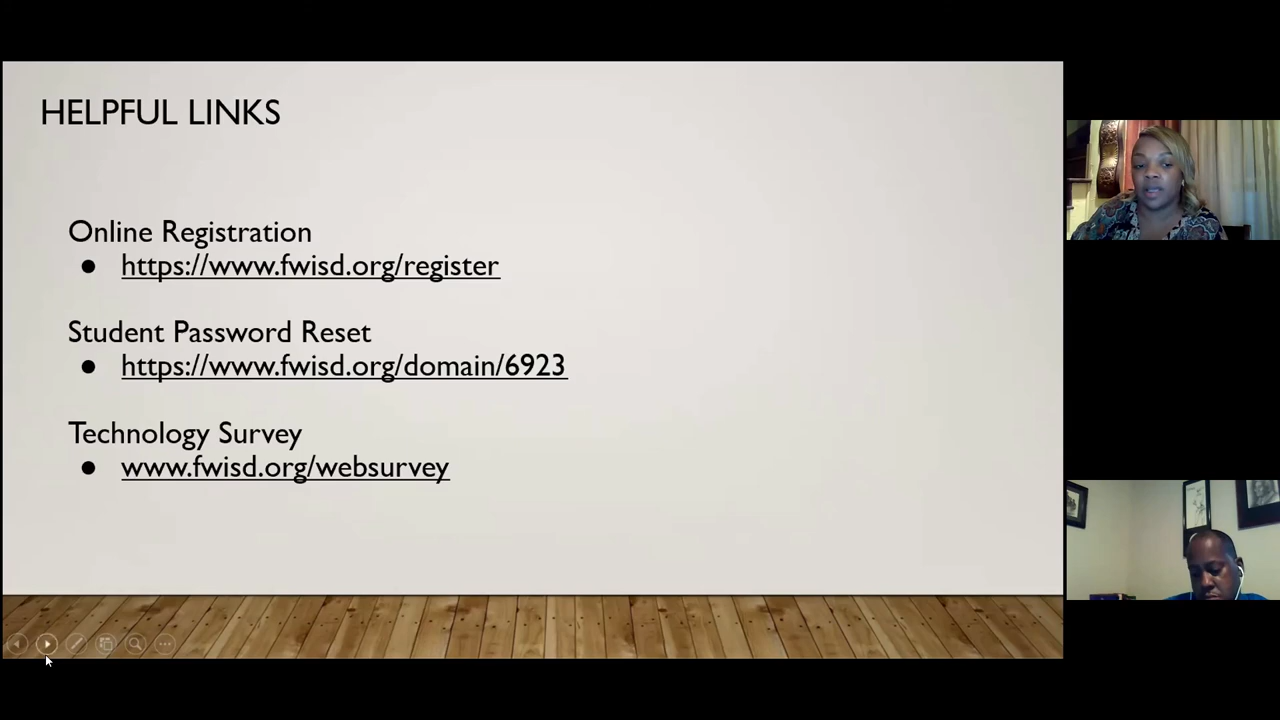 HELPFUL LINKS
Online Registration
● https://www.fwisd.org/register
Student Password Reset
● https://www.fwisd.org/domain/6923
Technology Survey
● www.fwisd.org/websurvey